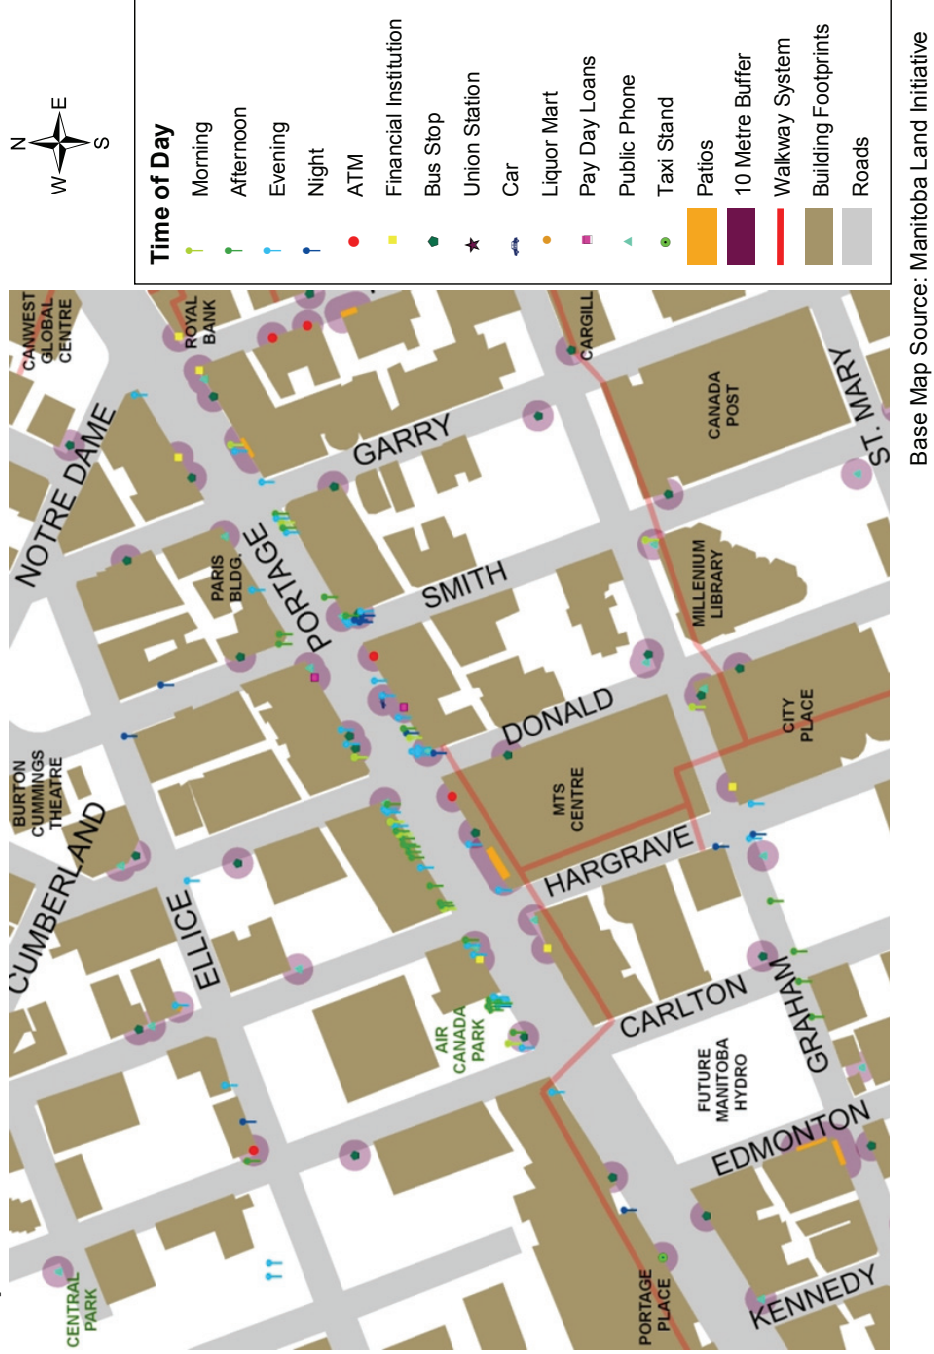 N
W
E
S
Time of Day
Morning
Afternoon
Evening
Night
ATM
Financial Institution
Bus Stop
Union Station
Car
Liquor Mart
Pay Day Loans
Public Phone
Taxi Stand
Patios
10 Metre Buffer
Walkway System
Building Footprints
Roads
Base Map Source: Manitoba Land Initiative
CANWEST
GLOBAL
CENTRE
ROYAL
BANK
CARGILL
NOTRE DAME
GARRY
CANADA
POST
ST. MARY
PARIS
BLDG.
PORTAGE
SMITH
MILLENIUM
LIBRARY
BURTON
CUMMINGS
THEATRE
DONALD
CITY
PLACE
CUMBERLAND
MTS
CENTRE
HARGRAVE
ELLICE
AIR
CANADA
PARK
CARLTON
GRAHAM
FUTURE
MANITOBA
HYDRO
EDMONTON
CENTRAL
PARK
PORTAGE
PLACE
KENNEDY